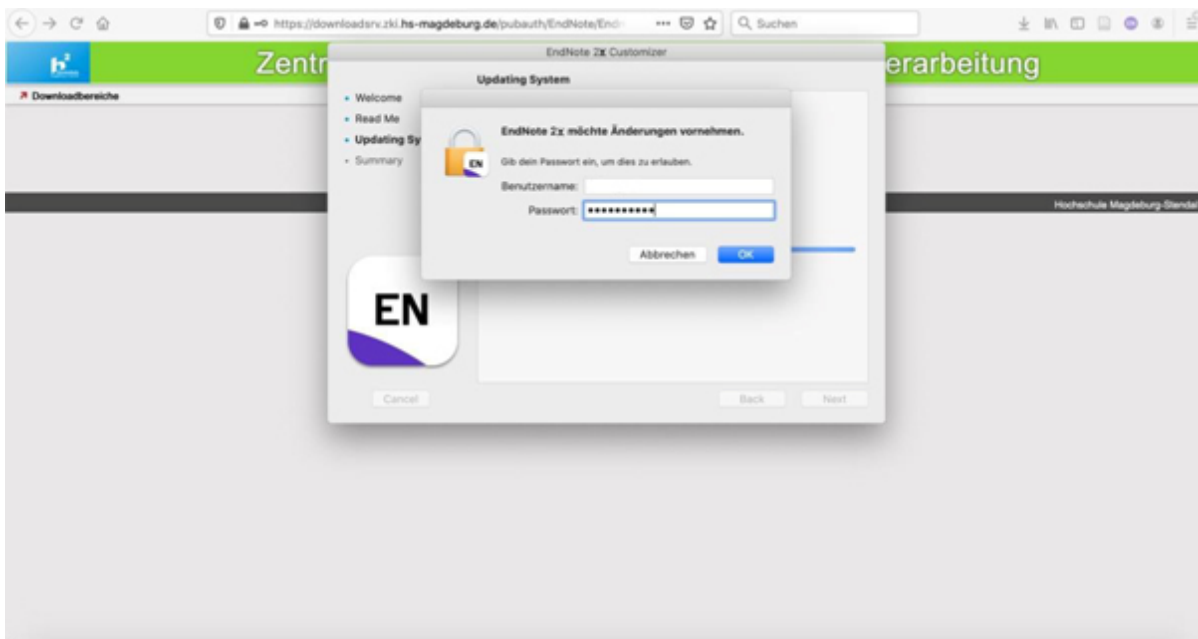 https://downloadsrv.zki.hs-magdeburg.de/pubauth/EndNote/End
Suchen
Zentr
erarbeitung
h²
Downloadbereiche
EndNote 2x Customizer
Updating System
Welcome
Read Me
Updating Sy
Summary
EndNote 2x möchte Änderungen vornehmen.
Gib dein Passwort ein, um dies zu erlauben.
Benutzername:
Passwort: ••••••••••
Abbrechen
OK
EN
Hochschule Magdeburg-Stendal
EN
Cancel
Back
Next